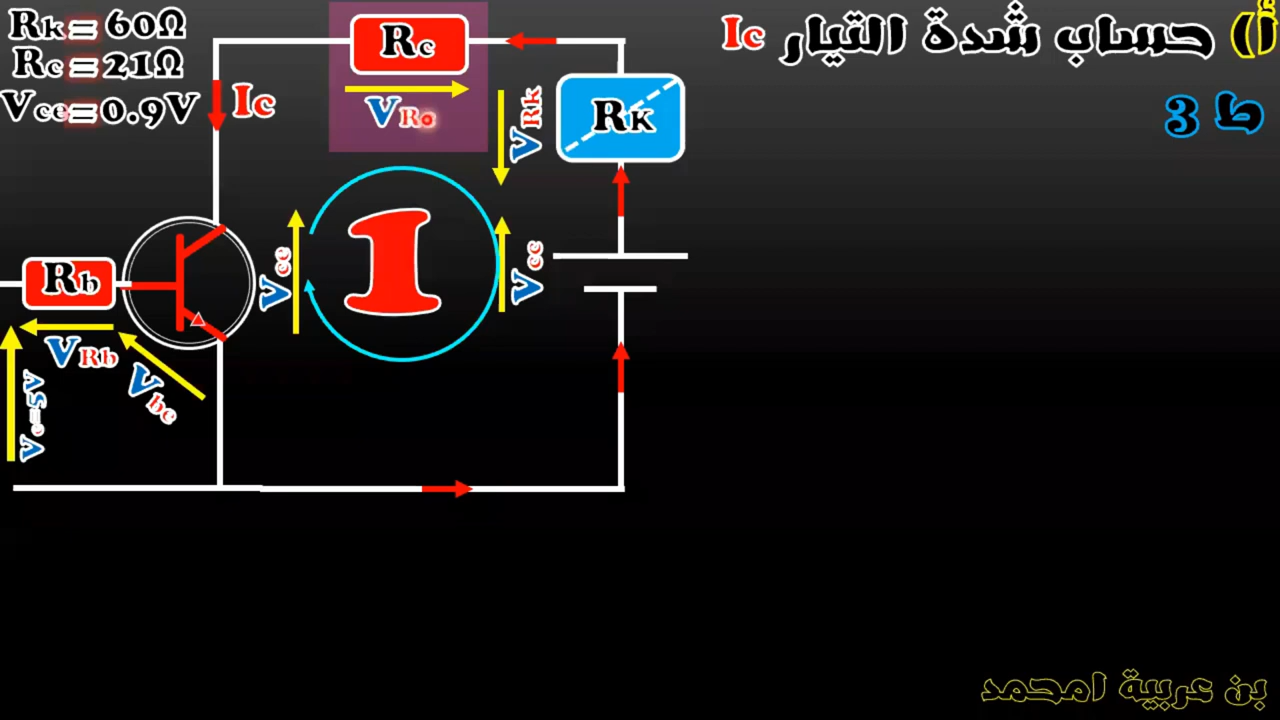 أ) حساب شدة التيار Ic
ط 3
Rk=60Ω
Rc=21Ω
Vce=0.9V
Rc
VRc
Ic
VRk
RK
1
Vce
Vcc
Rb
VRb
Vbe
Ve=5V
بن عربية امحمد